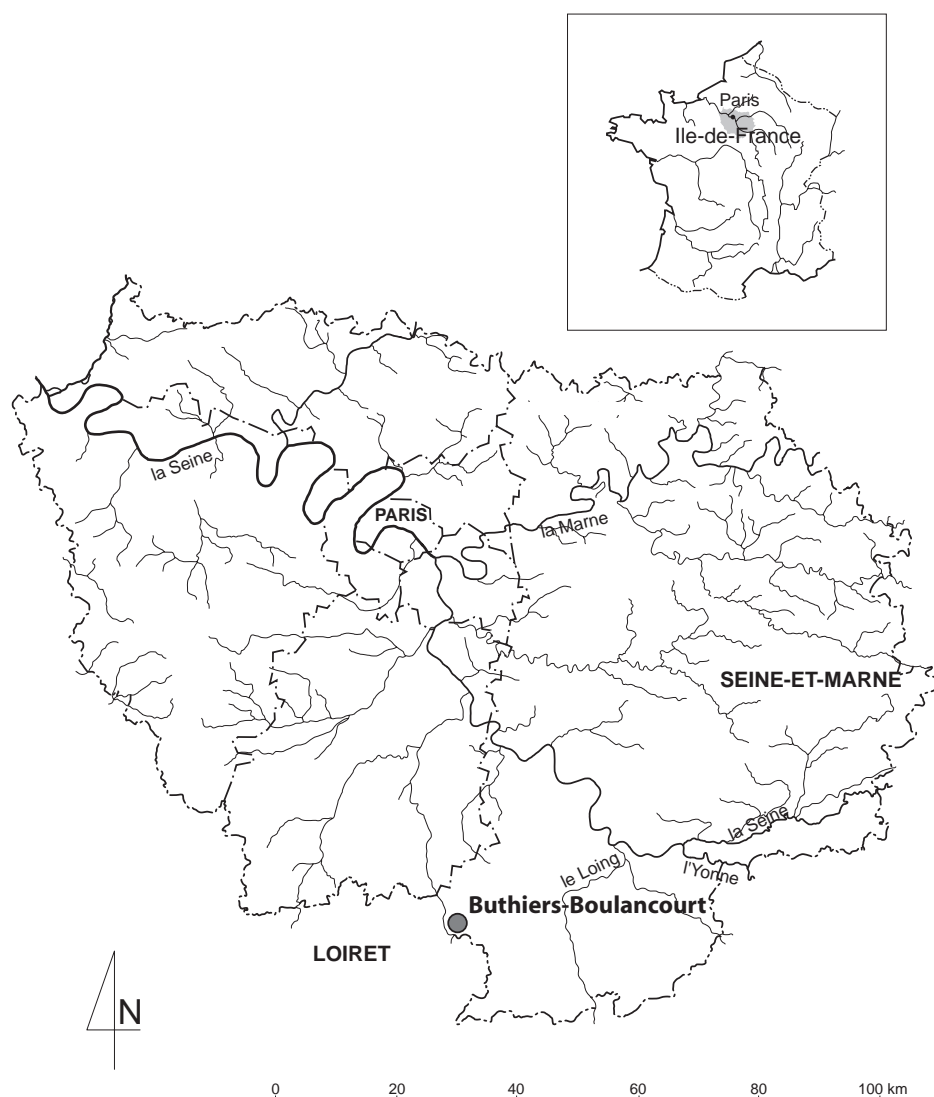 Paris
Ile-de-France
la Seine
PARIS
la Marne
SEINE-ET-MARNE
la Seine
le Loing
l'Yonne
Buthiers-Boulancourt
LOIRET
N
0 20 40 60 80 100 km